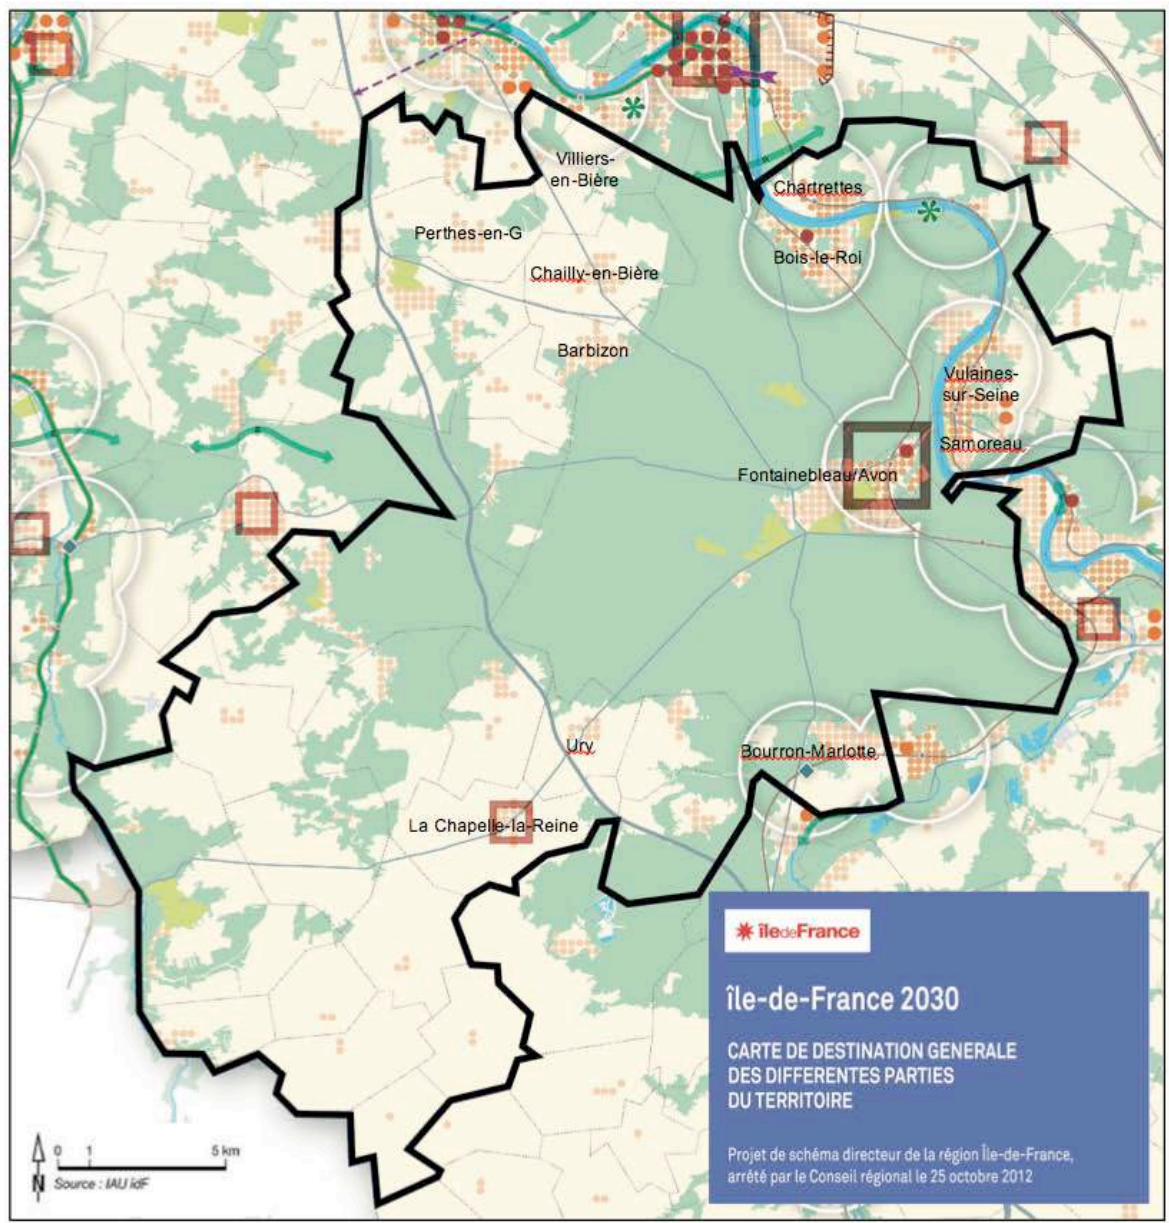 Villiers-
en-Bière
Chartrettes
Perthes-en-G
Bois-le-Roi
Chailly-en-Bière
Barbizon
Vulaines-
sur-Seine
Samoreau
Fontainebleau/Avon
Ury
Bourron-Marlotte
La Chapelle-la-Reine
îledeFrance
île-de-France 2030
CARTE DE DESTINATION GENERALE
DES DIFFERENTES PARTIES
DU TERRITOIRE
Projet de schéma directeur de la région Île-de-France,
arrêté par le Conseil régional le 25 octobre 2012
0 1 5 km
N
Source : IAU îdF